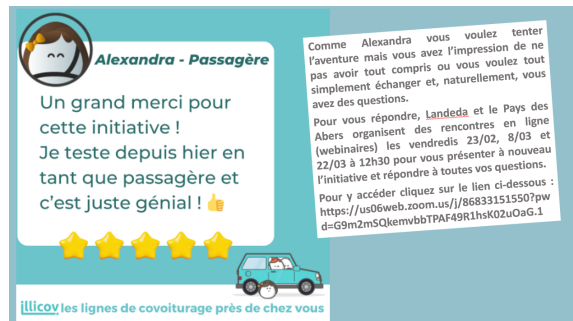 Alexandra - Passagère
Un grand merci pour
cette initiative !
Je teste depuis hier en
tant que passagère et
c'est juste génial ! 👍
illicov les lignes de covoiturage près de chez vous
Comme Alexandra vous voulez tenter
l'aventure mais vous avez l'impression de ne
pas avoir tout compris ou vous voulez tout
simplement échanger et, naturellement, vous
avez des questions.
Pour vous répondre, Landeda et le Pays des
Abers organisent des rencontres en ligne
(webinaires) les vendredis 23/02, 8/03 et
22/03 à 12h30 pour vous présenter à nouveau
l'initiative et répondre à toutes vos questions.
Pour y accéder cliquez sur le lien ci-dessous :
https://us06web.zoom.us/j/86833151550?pw
d=G9m2mSQkemvbbTPAF49R1hsK02uOaG.1